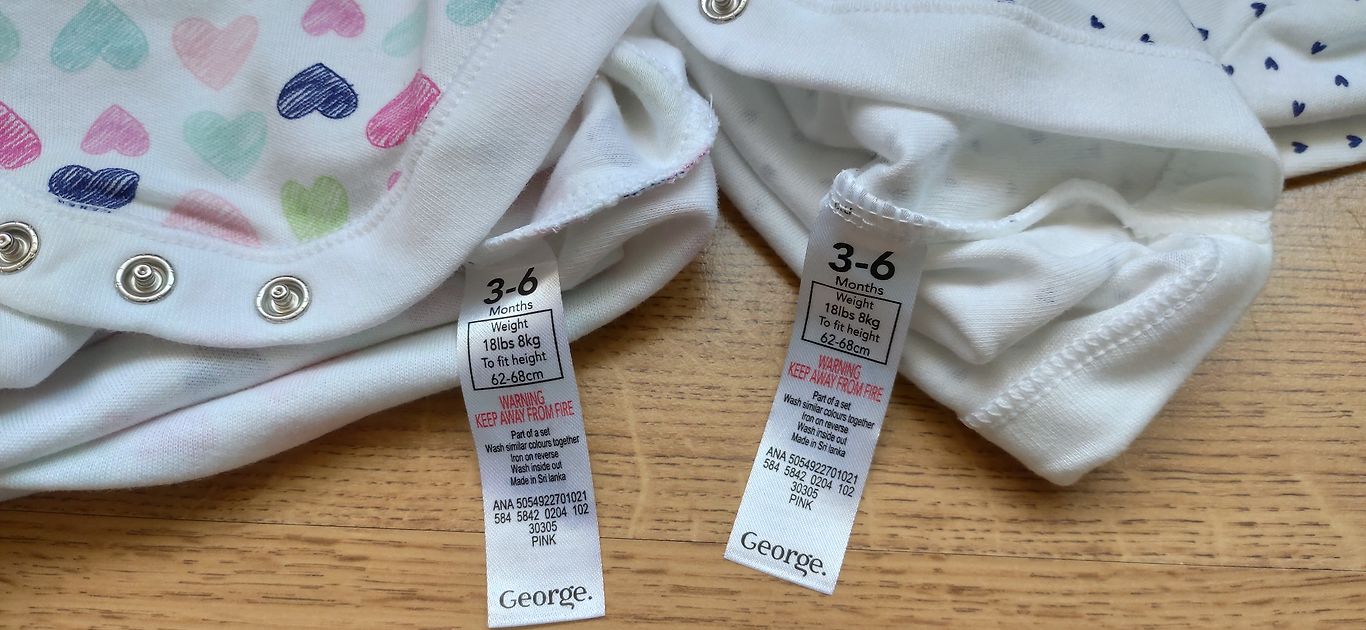 3-6
Months
Weight
18lbs 8kg
To fit height
62-68cm
WARNING
KEEP AWAY FROM FIRE
Part of a set
Wash similar colours together
Iron on reverse
Wash inside out
Made in Sri lanka
ANA 5054922701021
584 5842 0204 102
30305
PINK
George.
3-6
Months
Weight
18lbs 8kg
To fit height
62-68cm
WARNING
KEEP AWAY FROM FIRE
Part of a set
Wash similar colours together
Iron on reverse
Wash inside out
Made in Sri lanka
ANA 5054922701021
584 5842 0204 102
30305
PINK
George.